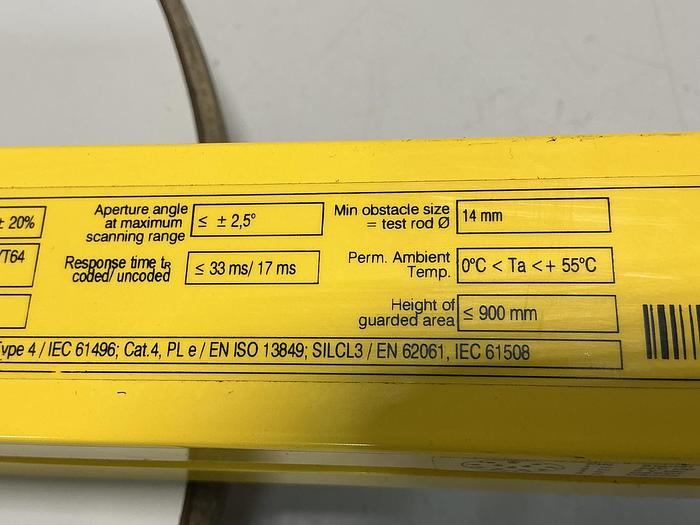 ± 20%
Aperture angle
at maximum
scanning range
≤ ± 2,5°
Min obstacle size
= test rod Ø
14 mm
/T64
Response time tR
coded/ uncoded
≤ 33 ms/ 17 ms
Perm. Ambient
Temp.
0°C < Ta <+ 55°C
Height of
guarded area
≤ 900 mm
Type 4 / IEC 61496; Cat.4, PL e / EN ISO 13849; SILCL3 / EN 62061, IEC 61508